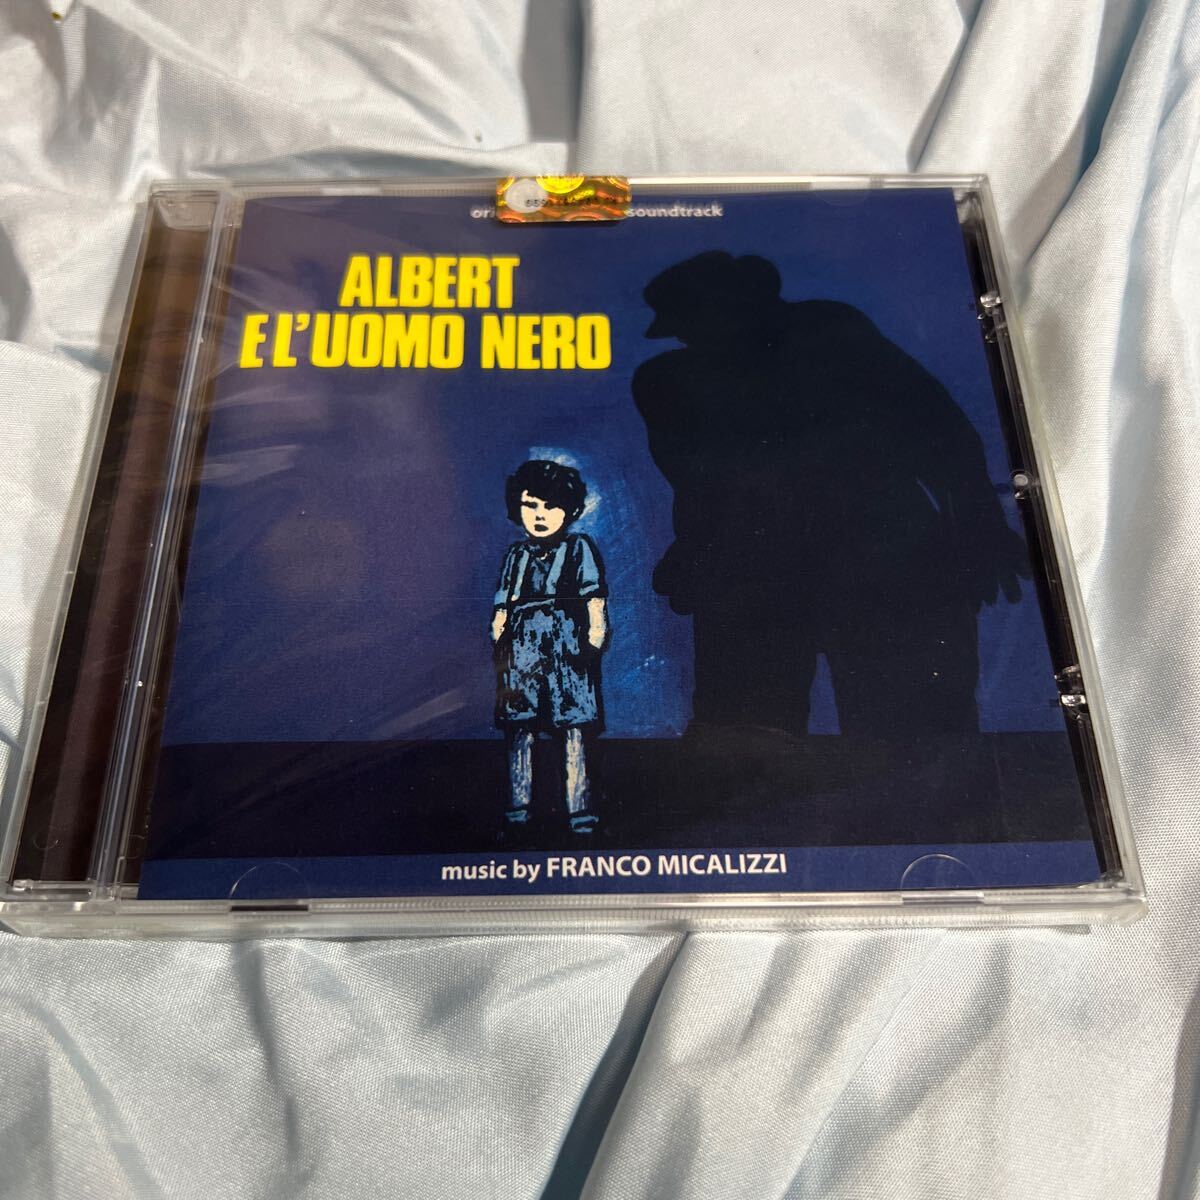 soundtrack
ALBERT
E L'UOMO NERO
music by FRANCO MICALIZZI